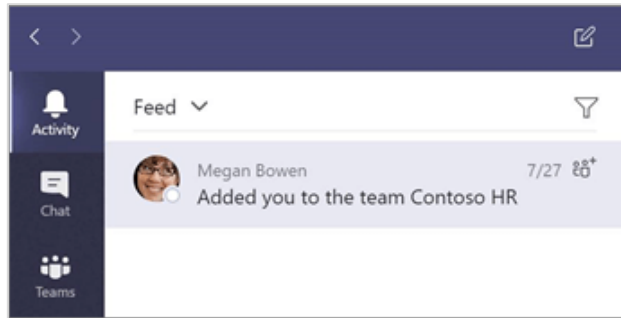 Activity
Chat
Teams
Feed
Megan Bowen 7/27
Added you to the team Contoso HR